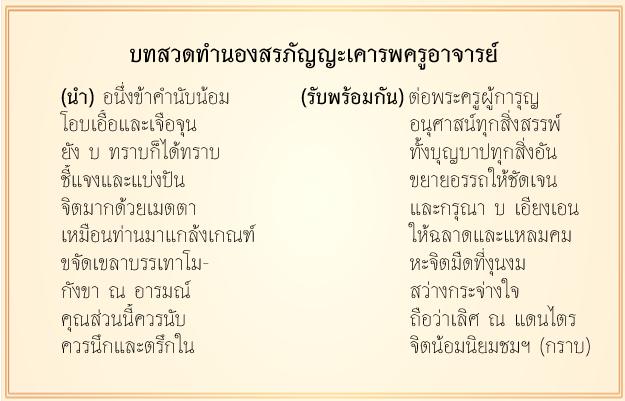 บทสวดทำนองสรภัญญะเคารพครูอาจารย์
(นำ) อนึ่งข้าคำนับน้อม (รับพร้อมกัน) ต่อพระครูผู้การุญ
โอบเอื้อและเจือจุน อนุศาสน์ทุกสิ่งสรรพ์
ยัง บ ทราบก็ได้ทราบ ทั้งบุญบาปทุกสิ่งอัน
ชี้แจงและแบ่งปัน ขยายอรรถให้ชัดเจน
จิตมากด้วยเมตตา และกรุณา บ เอียงเอน
เหมือนท่านมาแกล้งเกณฑ์ ให้ฉลาดและแหลมคม
ขจัดเขลาบรรเทาโม- หะจิตมืดที่งุนงม
กังขา ณ อารมณ์ สว่างกระจ่างใจ
คุณส่วนนี้ควรนับ ถือว่าเลิศ ณ แดนไตร
ควรนึกและตรึกใน จิตน้อมนิยมชมฯ (กราบ)